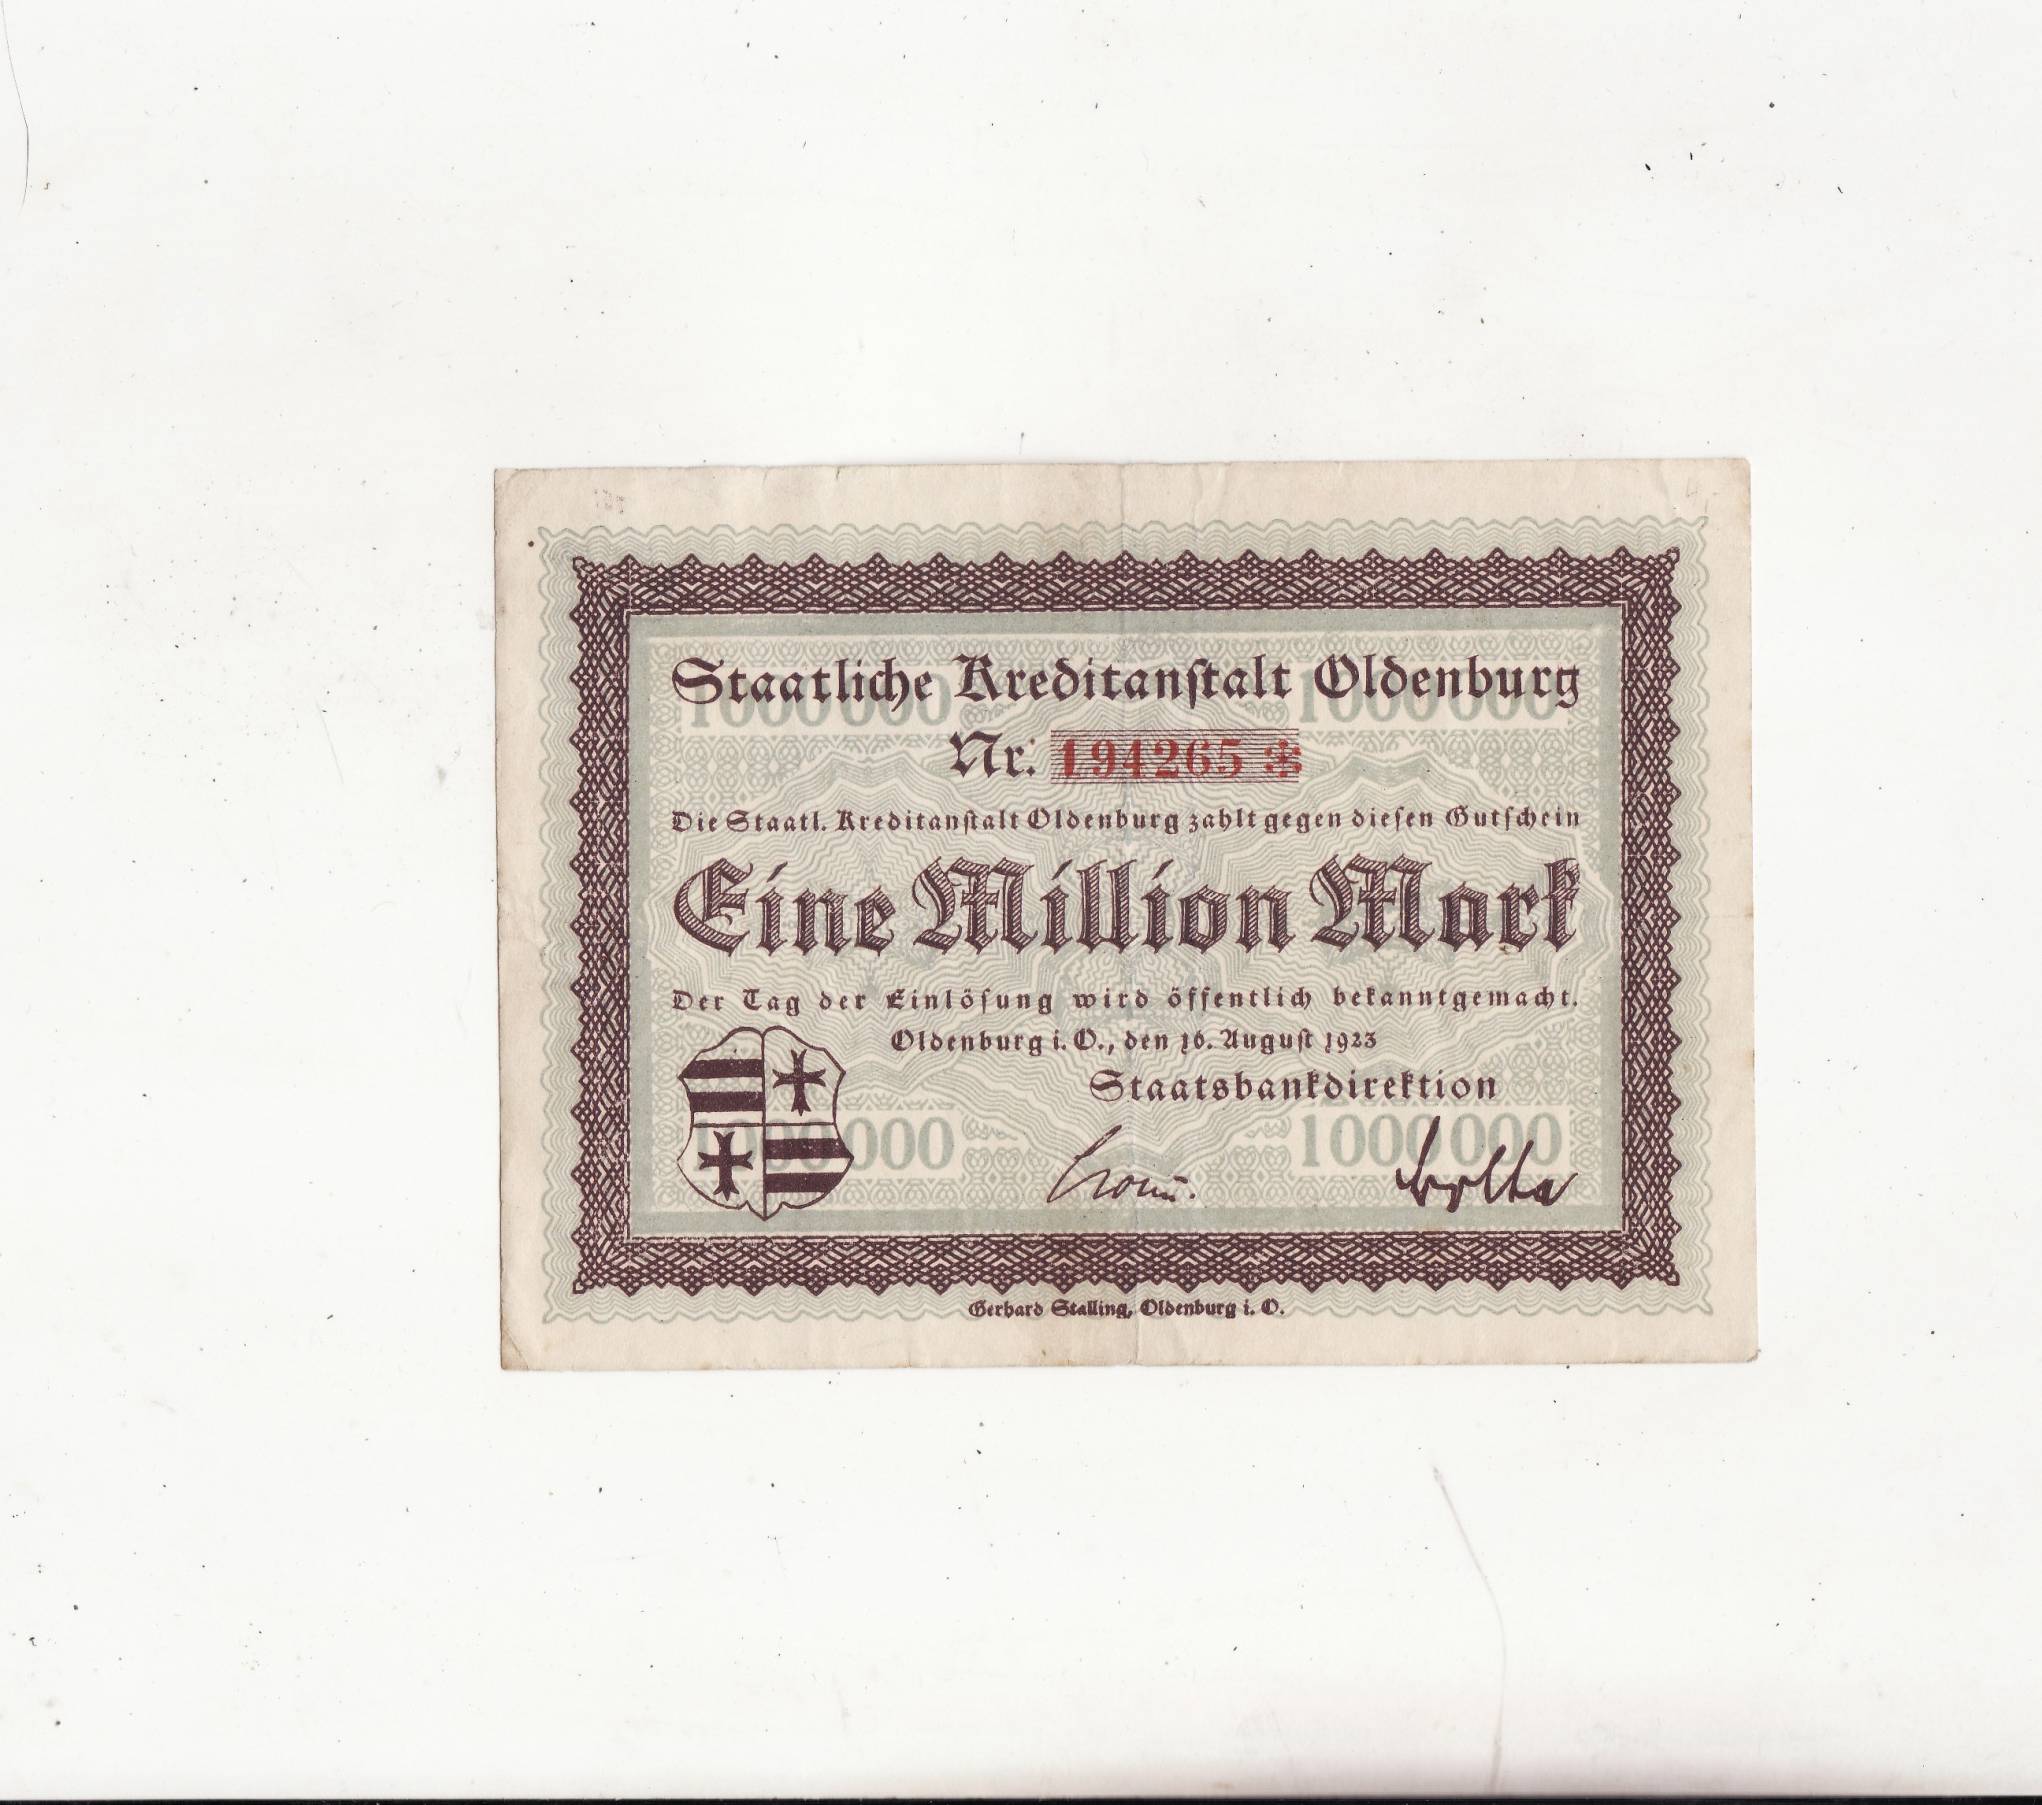 Staatliche Kreditanstalt Oldenburg
1000000 1000000
Nr. 194265 *
Die Staatl. Kreditanstalt Oldenburg zahlt gegen diesen Gutschein
Eine Million Mark
Der Tag der Einlösung wird öffentlich bekanntgemacht.
Oldenburg i. O., den 16. August 1923
Staatsbankdirektion
1000000 1000000
Gerhard Stalling, Oldenburg i. O.